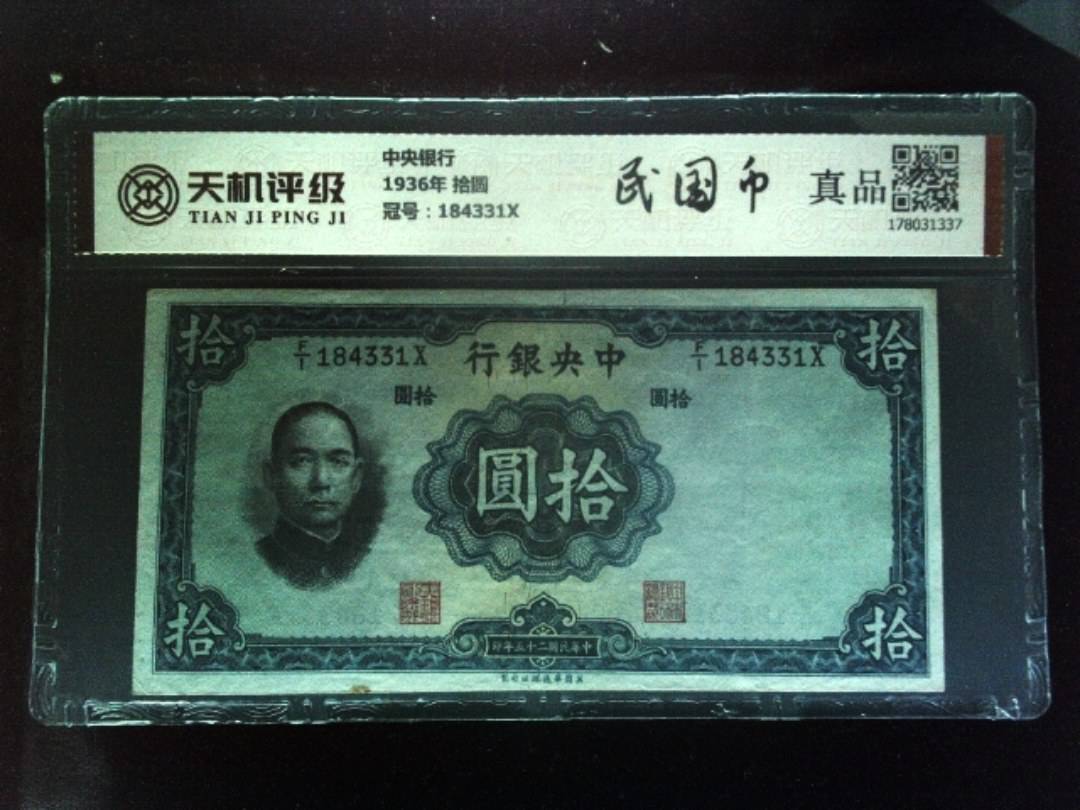 天机评级
TIAN JI PING JI
中央银行
1936年 拾圆
冠号：184331X
民国币
真品
178031337
拾
F/1 184331X
行銀央中
F/1 184331X
拾
圓拾
圓拾
圓拾
拾
中華民國二十五年印
拾